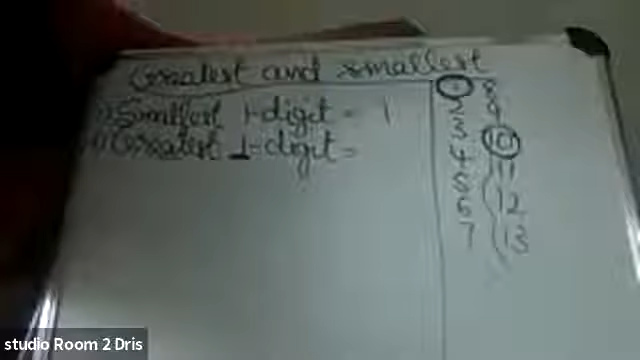 Greatest and smallest
i) Smllest 1-digit = 1
ii) Greatest 1-digit =
1 8
2 9
3 10
4 11
5 12
6 13
7
studio Room 2 Dris